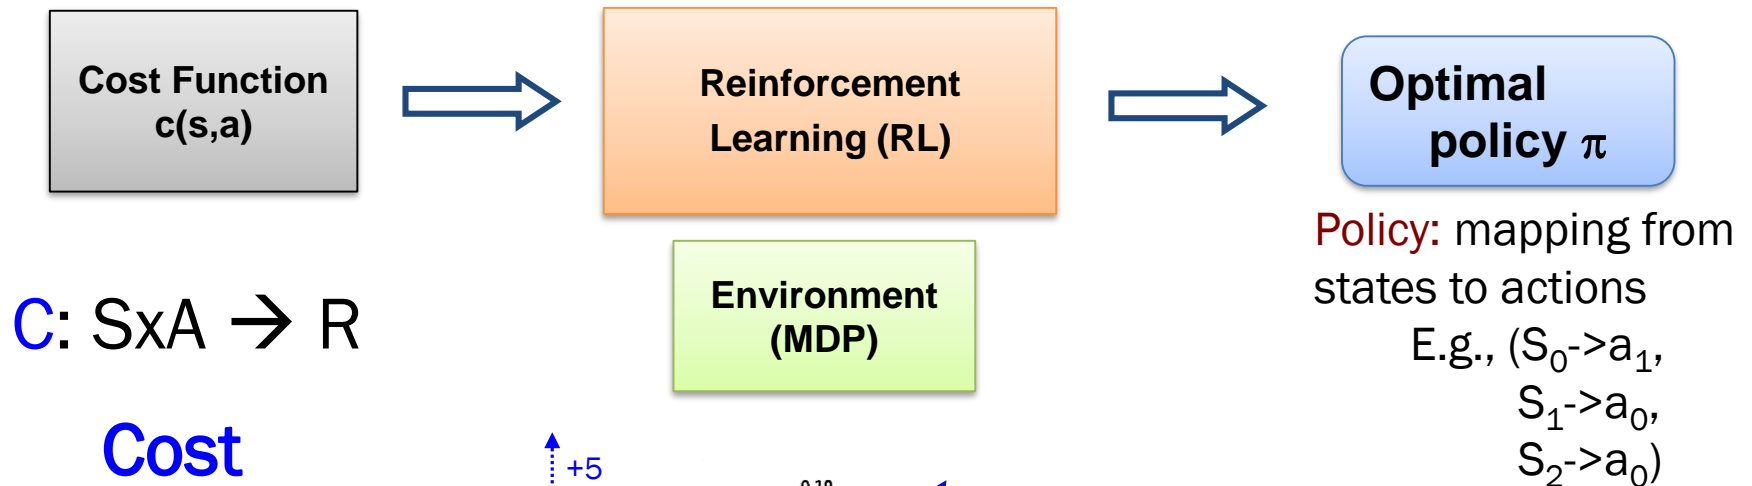 Cost Function
c(s,a)
Reinforcement
Learning (RL)
Optimal
policy π
Environment
(MDP)
Policy: mapping from
states to actions
E.g., (S₀->a₁,
S₁->a₀,
S₂->a₀)
C: SxA → R
Cost
+5